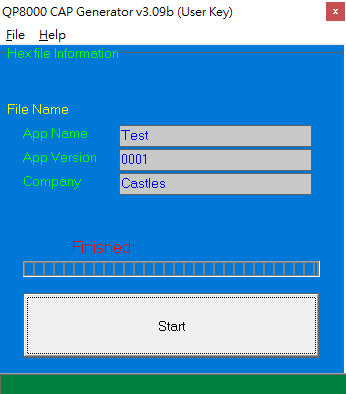 QP8000 CAP Generator v3.09b (User Key)
File Help
Hex file Information
File Name
App Name Test
App Version 0001
Company Castles
Finished!
Start